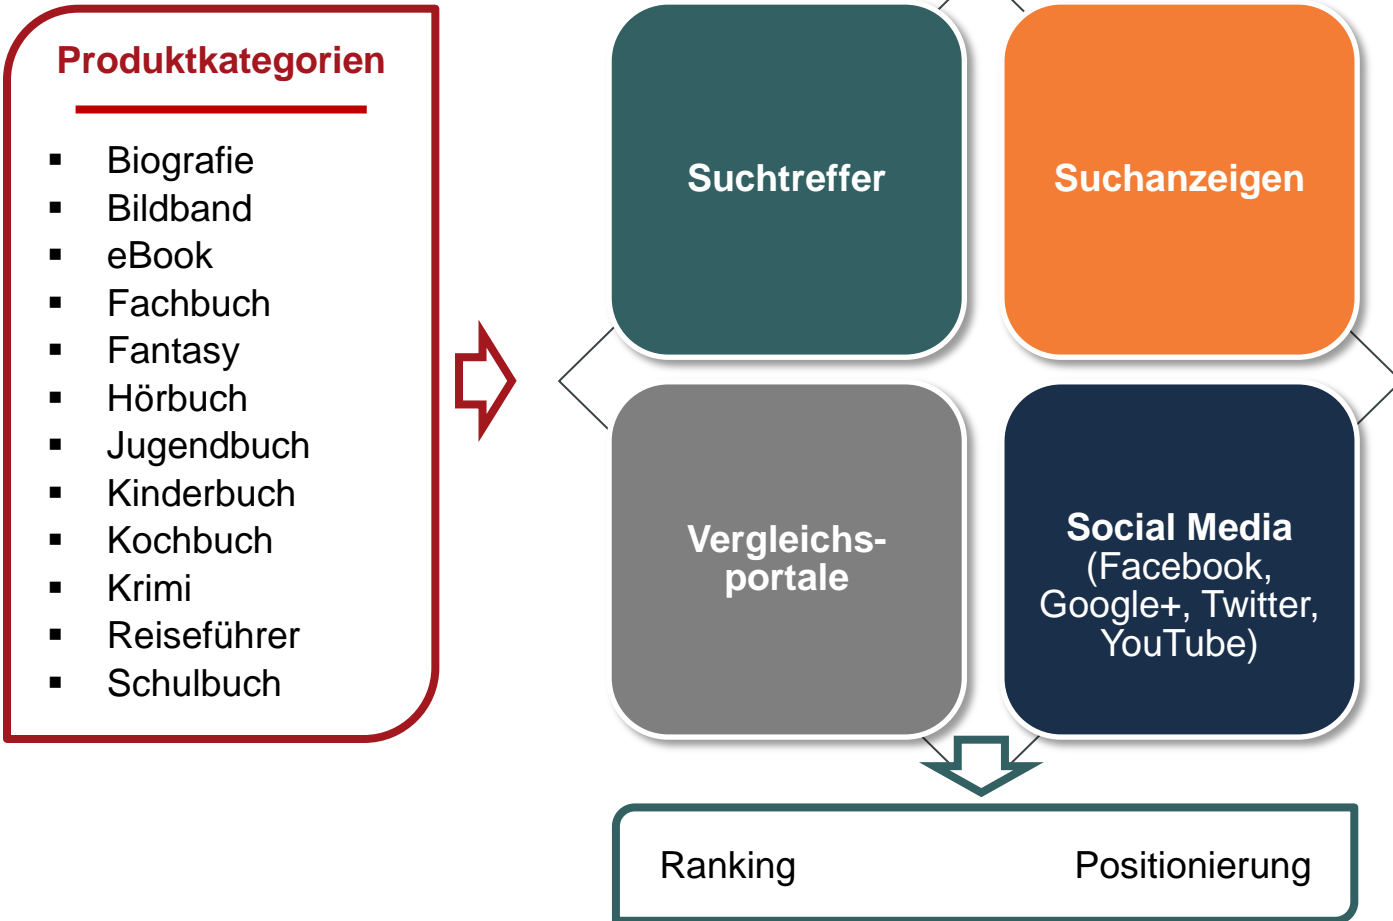 Produktkategorien
▪ Biografie
▪ Bildband
▪ eBook
▪ Fachbuch
▪ Fantasy
▪ Hörbuch
▪ Jugendbuch
▪ Kinderbuch
▪ Kochbuch
▪ Krimi
▪ Reiseführer
▪ Schulbuch
Suchtreffer
Suchanzeigen
Vergleichs-
portale
Social Media
(Facebook,
Google+, Twitter,
YouTube)
Ranking
Positionierung